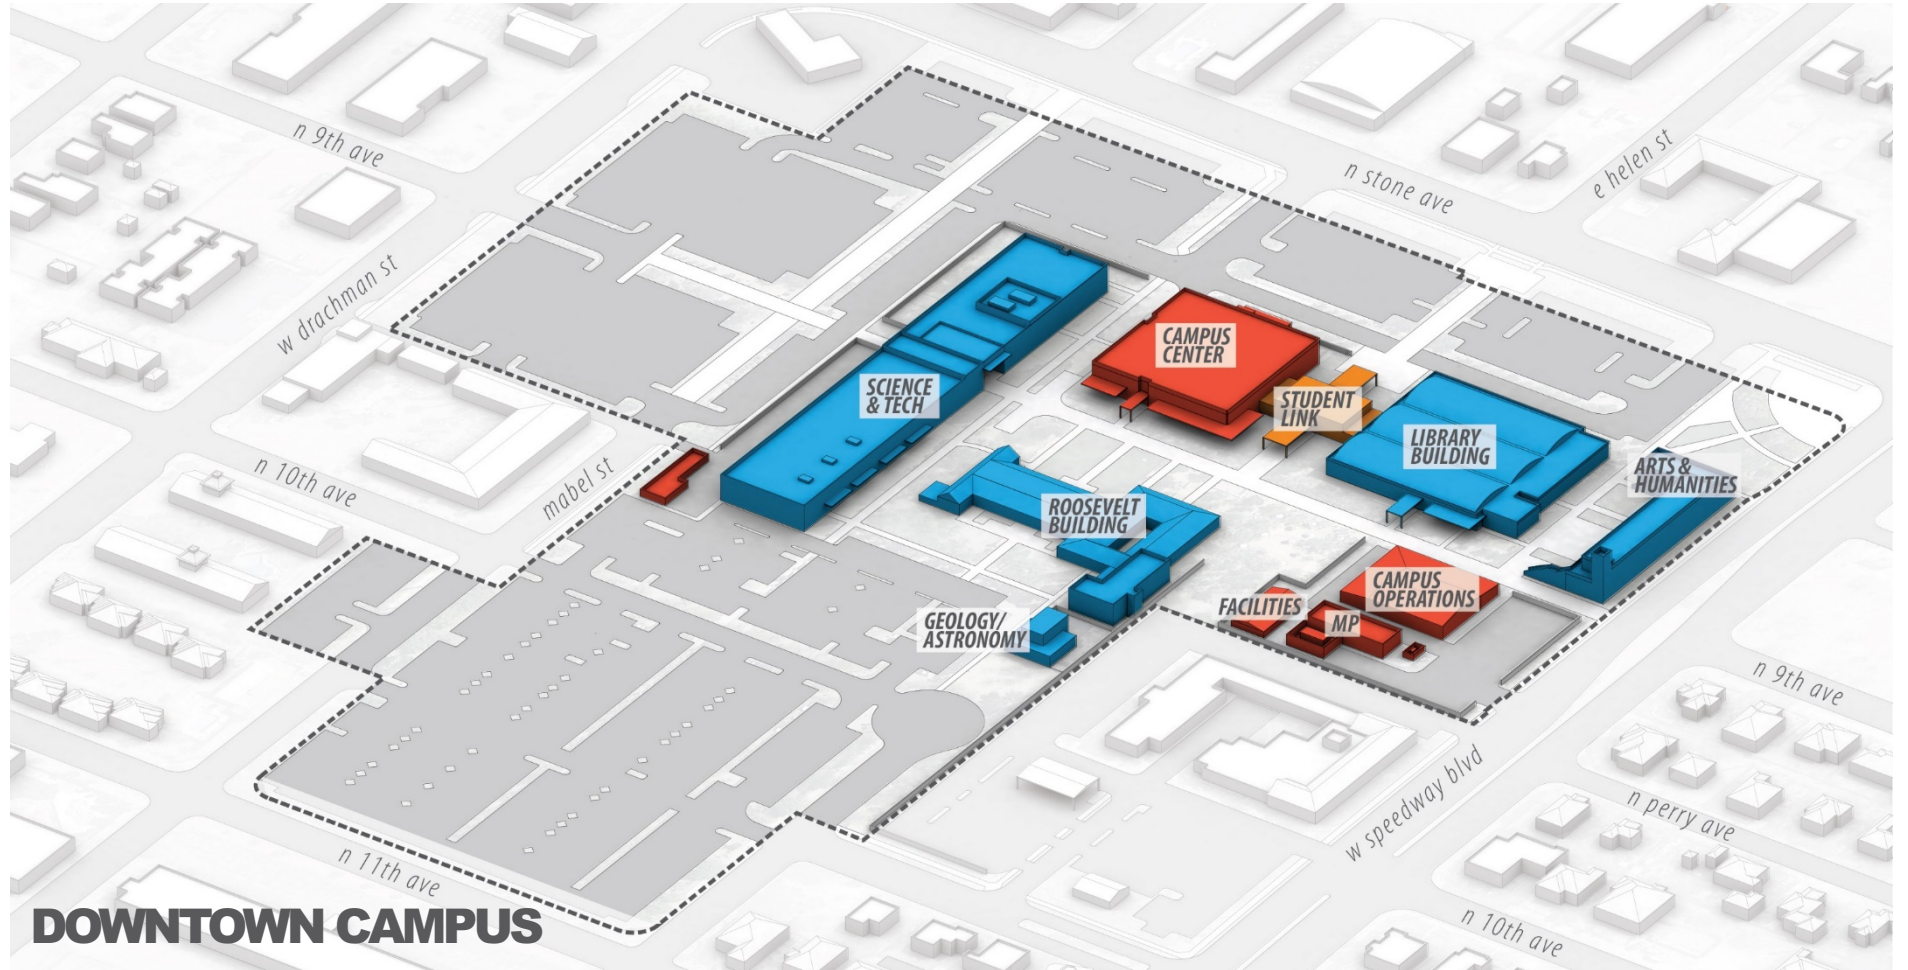 n 9th ave
n stone ave
e helen st
w drachman st
CAMPUS
CENTER
SCIENCE
& TECH
STUDENT
LINK
LIBRARY
BUILDING
ARTS &
HUMANITIES
n 10th ave
mabel st
ROOSEVELT
BUILDING
CAMPUS
OPERATIONS
FACILITIES
MP
GEOLOGY/
ASTRONOMY
n 9th ave
w speedway blvd
n perry ave
n 11th ave
n 10th ave
DOWNTOWN CAMPUS